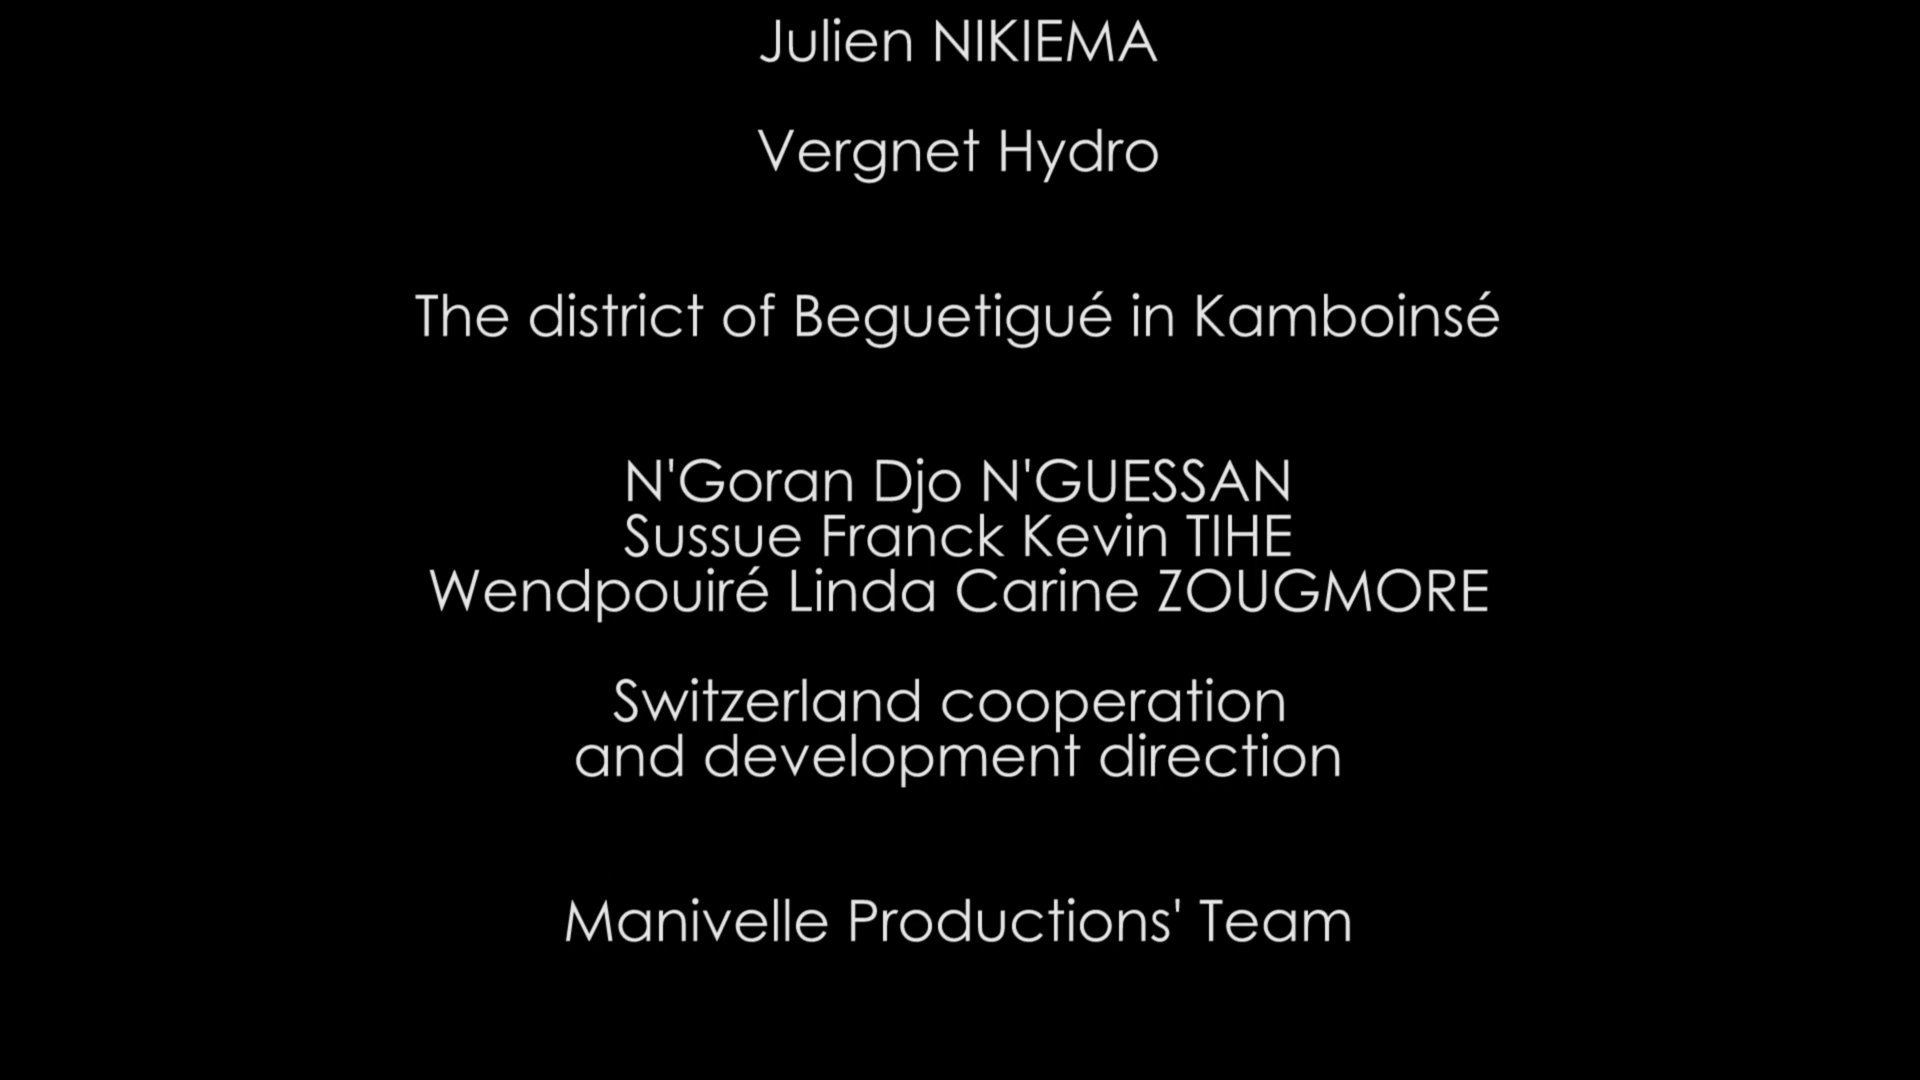 Julien NIKIEMA
Vergnet Hydro
The district of Beguetigué in Kamboinsé
N'Goran Djo N'GUESSAN
Sussue Franck Kevin TIHE
Wendpouiré Linda Carine ZOUGMORE
Switzerland cooperation
and development direction
Manivelle Productions' Team